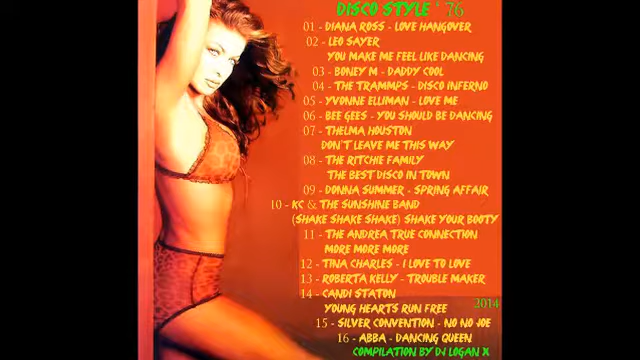 DISCO STYLE ' 76
01 - DIANA ROSS - LOVE HANGOVER
02 - LEO SAYER
YOU MAKE ME FEEL LIKE DANCING
03 - BONEY M - DADDY COOL
04 - THE TRAMMPS - DISCO INFERNO
05 - YVONNE ELLIMAN - LOVE ME
06 - BEE GEES - YOU SHOULD BE DANCING
07 - THELMA HOUSTON
DON'T LEAVE ME THIS WAY
08 - THE RITCHIE FAMILY
THE BEST DISCO IN TOWN
09 - DONNA SUMMER - SPRING AFFAIR
10 - KC & THE SUNSHINE BAND
(SHAKE SHAKE SHAKE) SHAKE YOUR BOOTY
11 - THE ANDREA TRUE CONNECTION
MORE MORE MORE
12 - TINA CHARLES - I LOVE TO LOVE
13 - ROBERTA KELLY - TROUBLE MAKER
14 - CANDI STATON
2014
YOUNG HEARTS RUN FREE
15 - SILVER CONVENTION - NO NO JOE
16 - ABBA - DANCING QUEEN
COMPILATION BY DJ LOGAN X